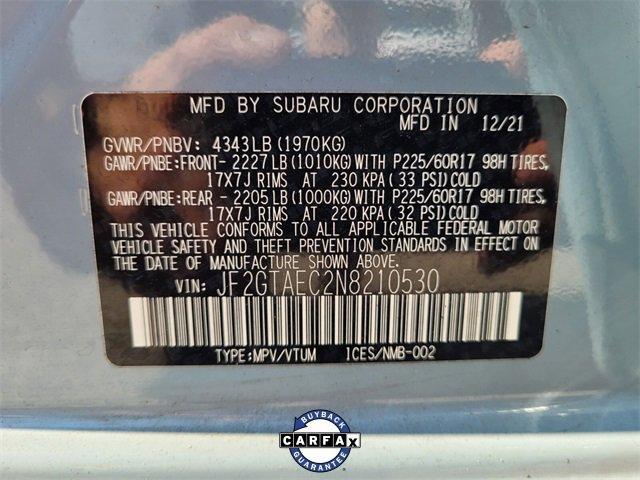 MFD BY SUBARU CORPORATION
MFD IN 12/21
GVWR/PNBV: 4343LB (1970KG)
GAWR/PNBE:FRONT- 2227LB (1010KG) WITH P225/60R17 98H TIRES,
17X7J RIMS AT 230 KPA (33 PSI) COLD
GAWR/PNBE:REAR - 2205LB (1000KG) WITH P225/60R17 98H TIRES,
17X7J RIMS AT 220 KPA (32 PSI) COLD
THIS VEHICLE CONFORMS TO ALL APPLICABLE FEDERAL MOTOR
VEHICLE SAFETY AND THEFT PREVENTION STANDARDS IN EFFECT ON
THE DATE OF MANUFACTURE SHOWN ABOVE.
VIN: JF2GTAEC2N8210530
TYPE:MPV/VTUM ICES/NMB-002
BUYBACK
CARFAX
GUARANTEE